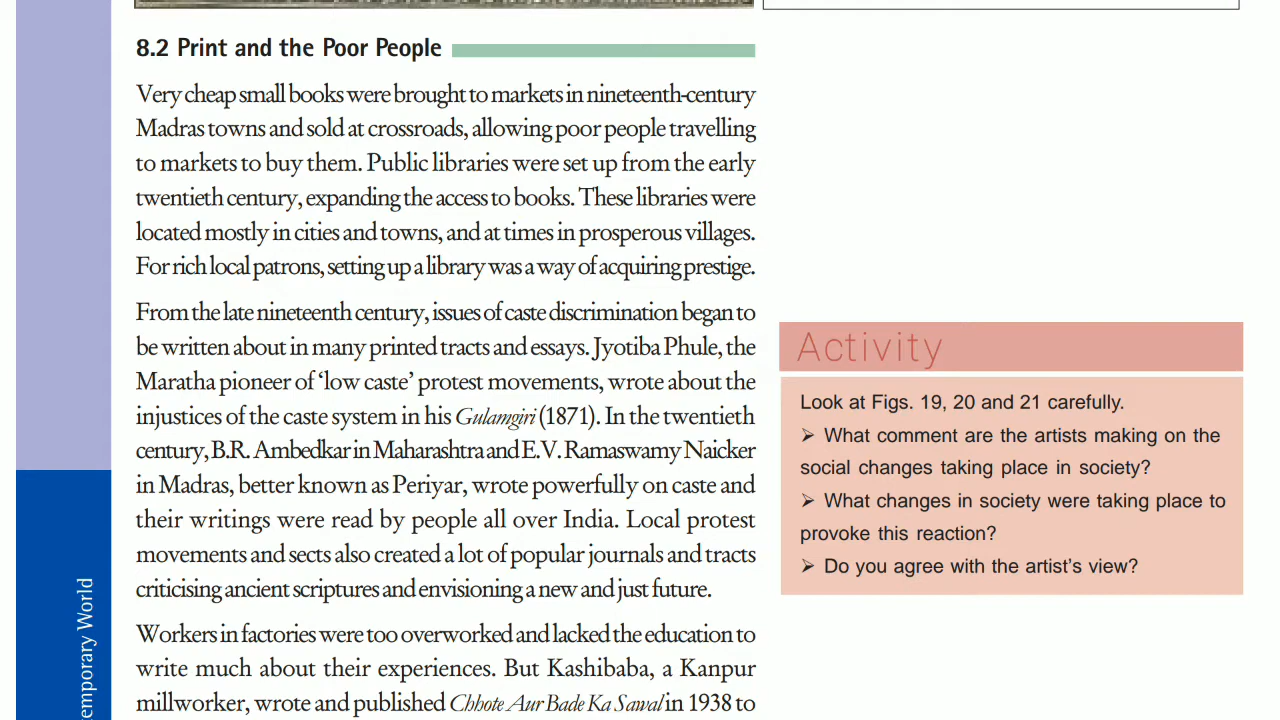 8.2 Print and the Poor People
Very cheap small books were brought to markets in nineteenth-century
Madras towns and sold at crossroads, allowing poor people travelling
to markets to buy them. Public libraries were set up from the early
twentieth century, expanding the access to books. These libraries were
located mostly in cities and towns, and at times in prosperous villages.
For rich local patrons, setting up a library was a way of acquiring prestige.
From the late nineteenth century, issues of caste discrimination began to
be written about in many printed tracts and essays. Jyotiba Phule, the
Maratha pioneer of ‘low caste’ protest movements, wrote about the
injustices of the caste system in his Gulamgiri (1871). In the twentieth
century, B.R. Ambedkar in Maharashtra and E.V. Ramaswamy Naicker
in Madras, better known as Periyar, wrote powerfully on caste and
their writings were read by people all over India. Local protest
movements and sects also created a lot of popular journals and tracts
criticising ancient scriptures and envisioning a new and just future.
Workers in factories were too overworked and lacked the education to
write much about their experiences. But Kashibaba, a Kanpur
millworker, wrote and published Chhote Aur Bade Ka Sawal in 1938 to
Activity
Look at Figs. 19, 20 and 21 carefully.
➢ What comment are the artists making on the
social changes taking place in society?
➢ What changes in society were taking place to
provoke this reaction?
➢ Do you agree with the artist’s view?
temporary World